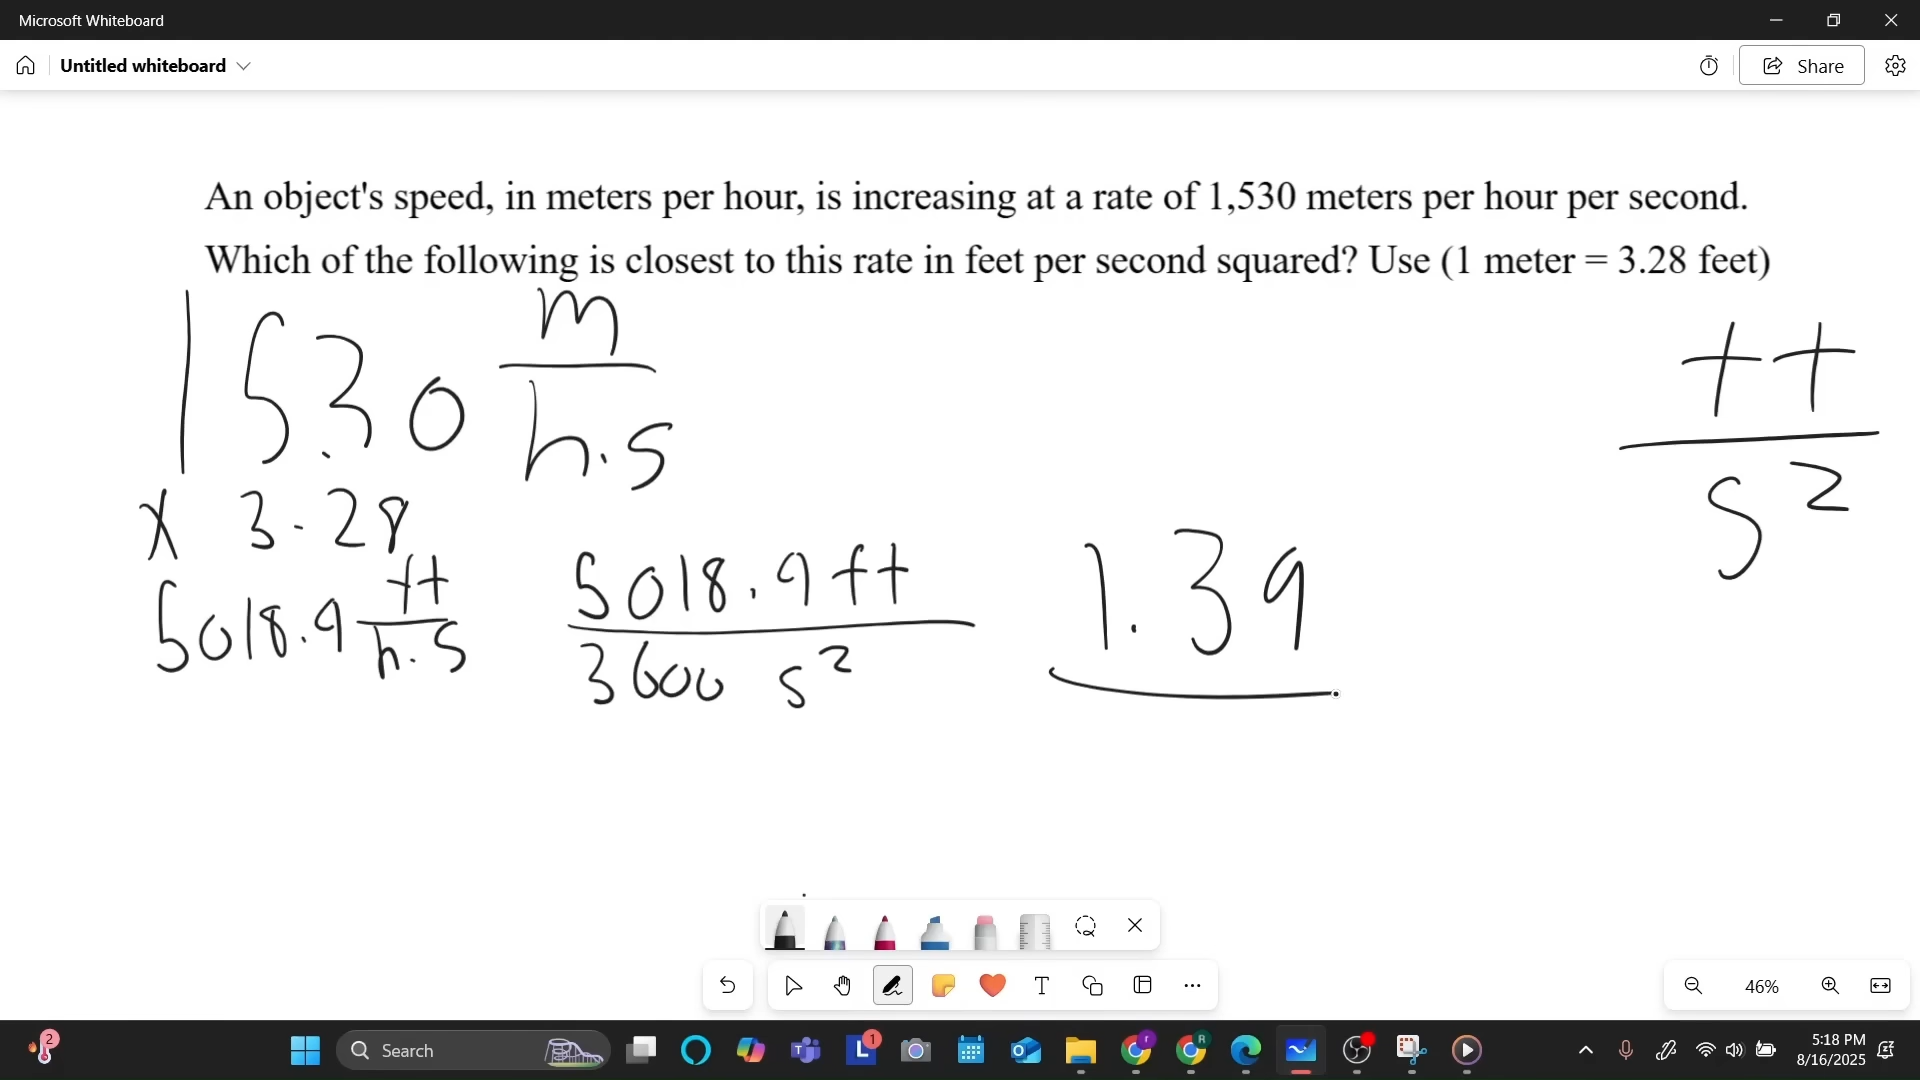 Microsoft Whiteboard
Untitled whiteboard
Share
An object's speed, in meters per hour, is increasing at a rate of 1,530 meters per hour per second.
Which of the following is closest to this rate in feet per second squared? Use (1 meter = 3.28 feet)
1530 m/h.s
ft/s²
x 3.28
5018.9 ft/h.s
5018.9 ft/3600 s²
1.39
46%
2
Search
1
5:18 PM
8/16/2025